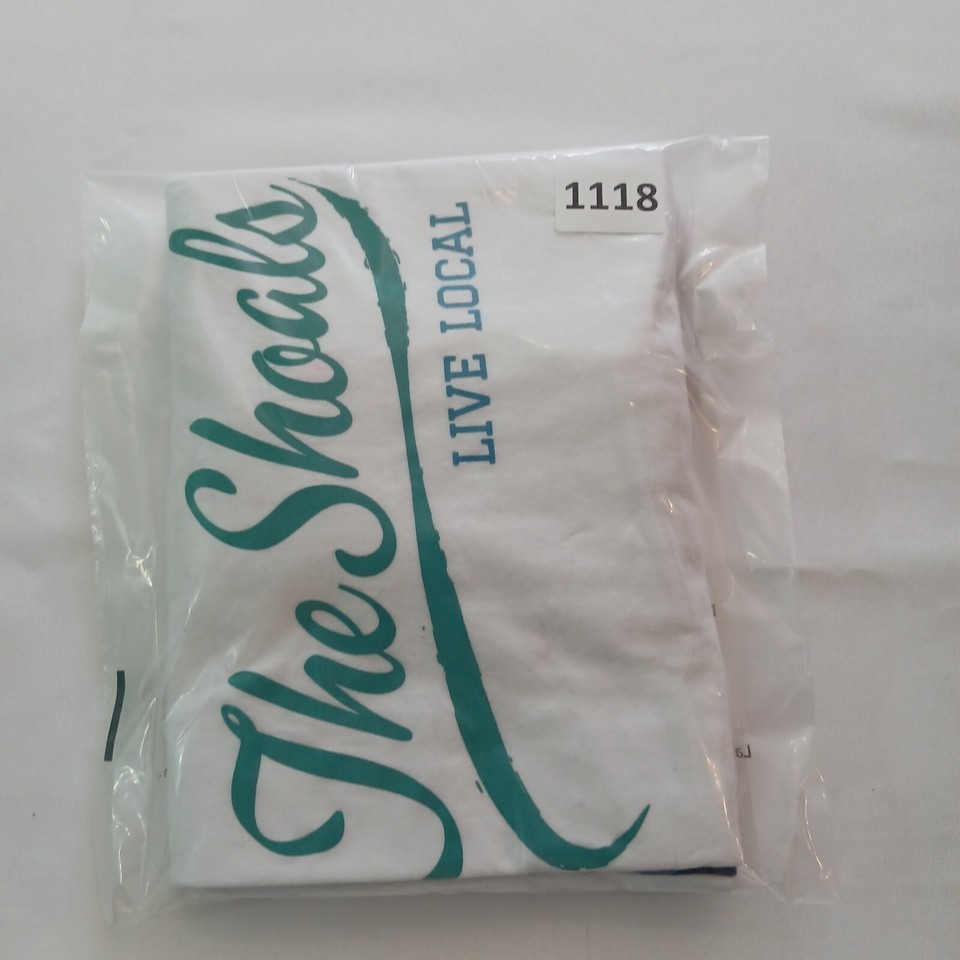 1118
The Shoals
LIVE LOCAL